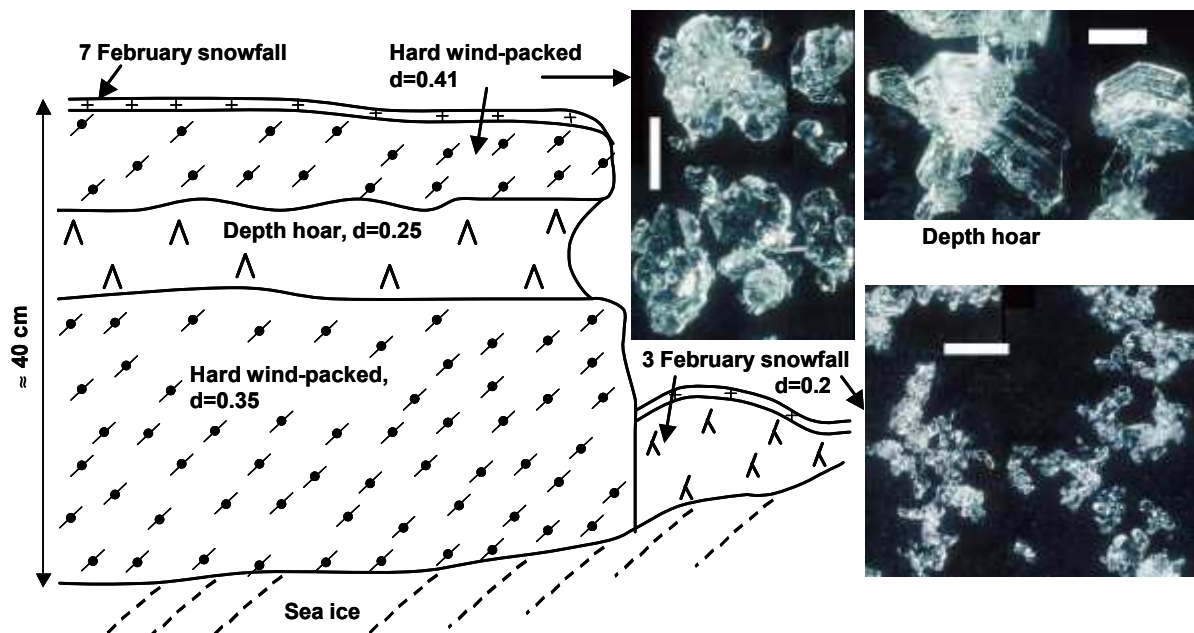 7 February snowfall
Hard wind-packed
d=0.41
Depth hoar, d=0.25
≈ 40 cm
Hard wind-packed,
d=0.35
Sea ice
Depth hoar
3 February snowfall
d=0.2